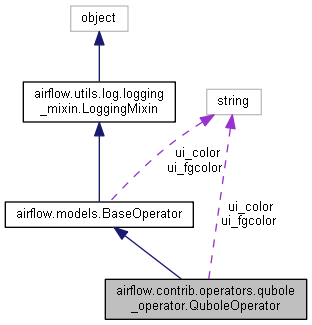 object
airflow.utils.log.logging
_mixin.LoggingMixin
string
ui_color
ui_fgcolor
airflow.models.BaseOperator
ui_color
ui_fgcolor
airflow.contrib.operators.qubole
_operator.QuboleOperator